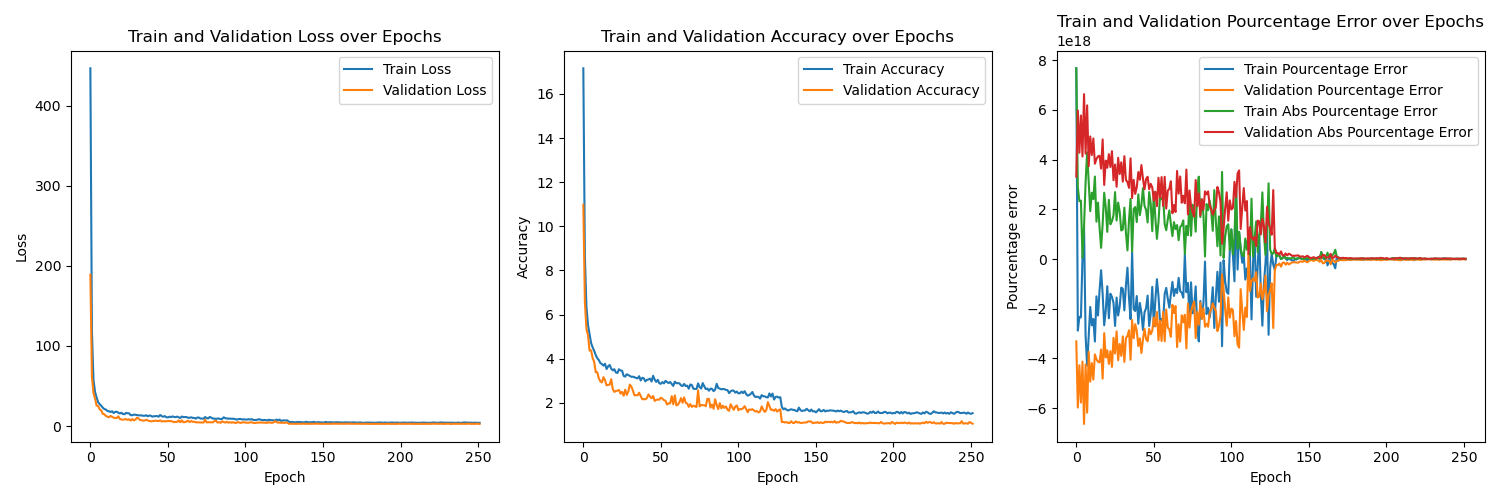 Train and Validation Loss over Epochs
Train Loss
Validation Loss
400
300
200
100
0
Loss
0 50 100 150 200 250
Epoch
Train and Validation Accuracy over Epochs
Train Accuracy
Validation Accuracy
16
14
12
10
8
6
4
2
Accuracy
0 50 100 150 200 250
Epoch
Train and Validation Pourcentage Error over Epochs
1e18
Train Pourcentage Error
Validation Pourcentage Error
Train Abs Pourcentage Error
Validation Abs Pourcentage Error
8
6
4
2
0
−2
−4
−6
Pourcentage error
0 50 100 150 200 250
Epoch